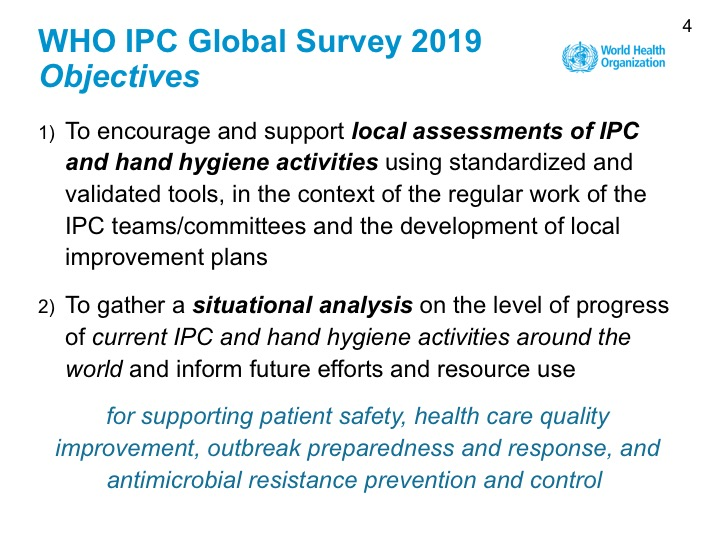 4
WHO IPC Global Survey 2019
Objectives
World Health
Organization
1) To encourage and support local assessments of IPC
and hand hygiene activities using standardized and
validated tools, in the context of the regular work of the
IPC teams/committees and the development of local
improvement plans
2) To gather a situational analysis on the level of progress
of current IPC and hand hygiene activities around the
world and inform future efforts and resource use
for supporting patient safety, health care quality
improvement, outbreak preparedness and response, and
antimicrobial resistance prevention and control